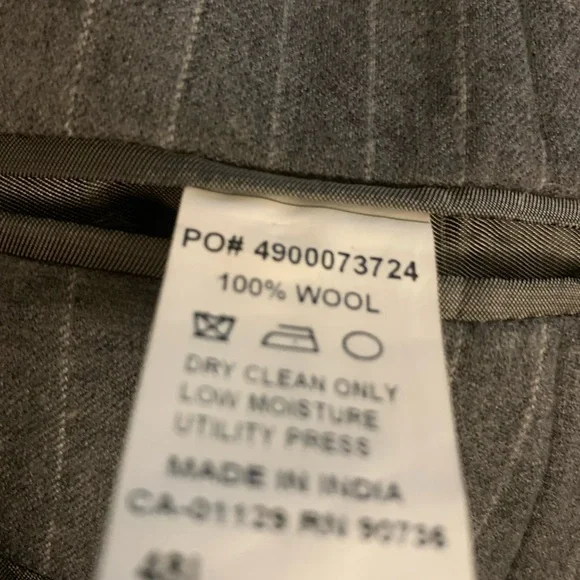 PO# 4900073724
100% WOOL
DRY CLEAN ONLY
LOW MOISTURE
UTILITY PRESS
MADE IN INDIA
CA-01129 RN 90736